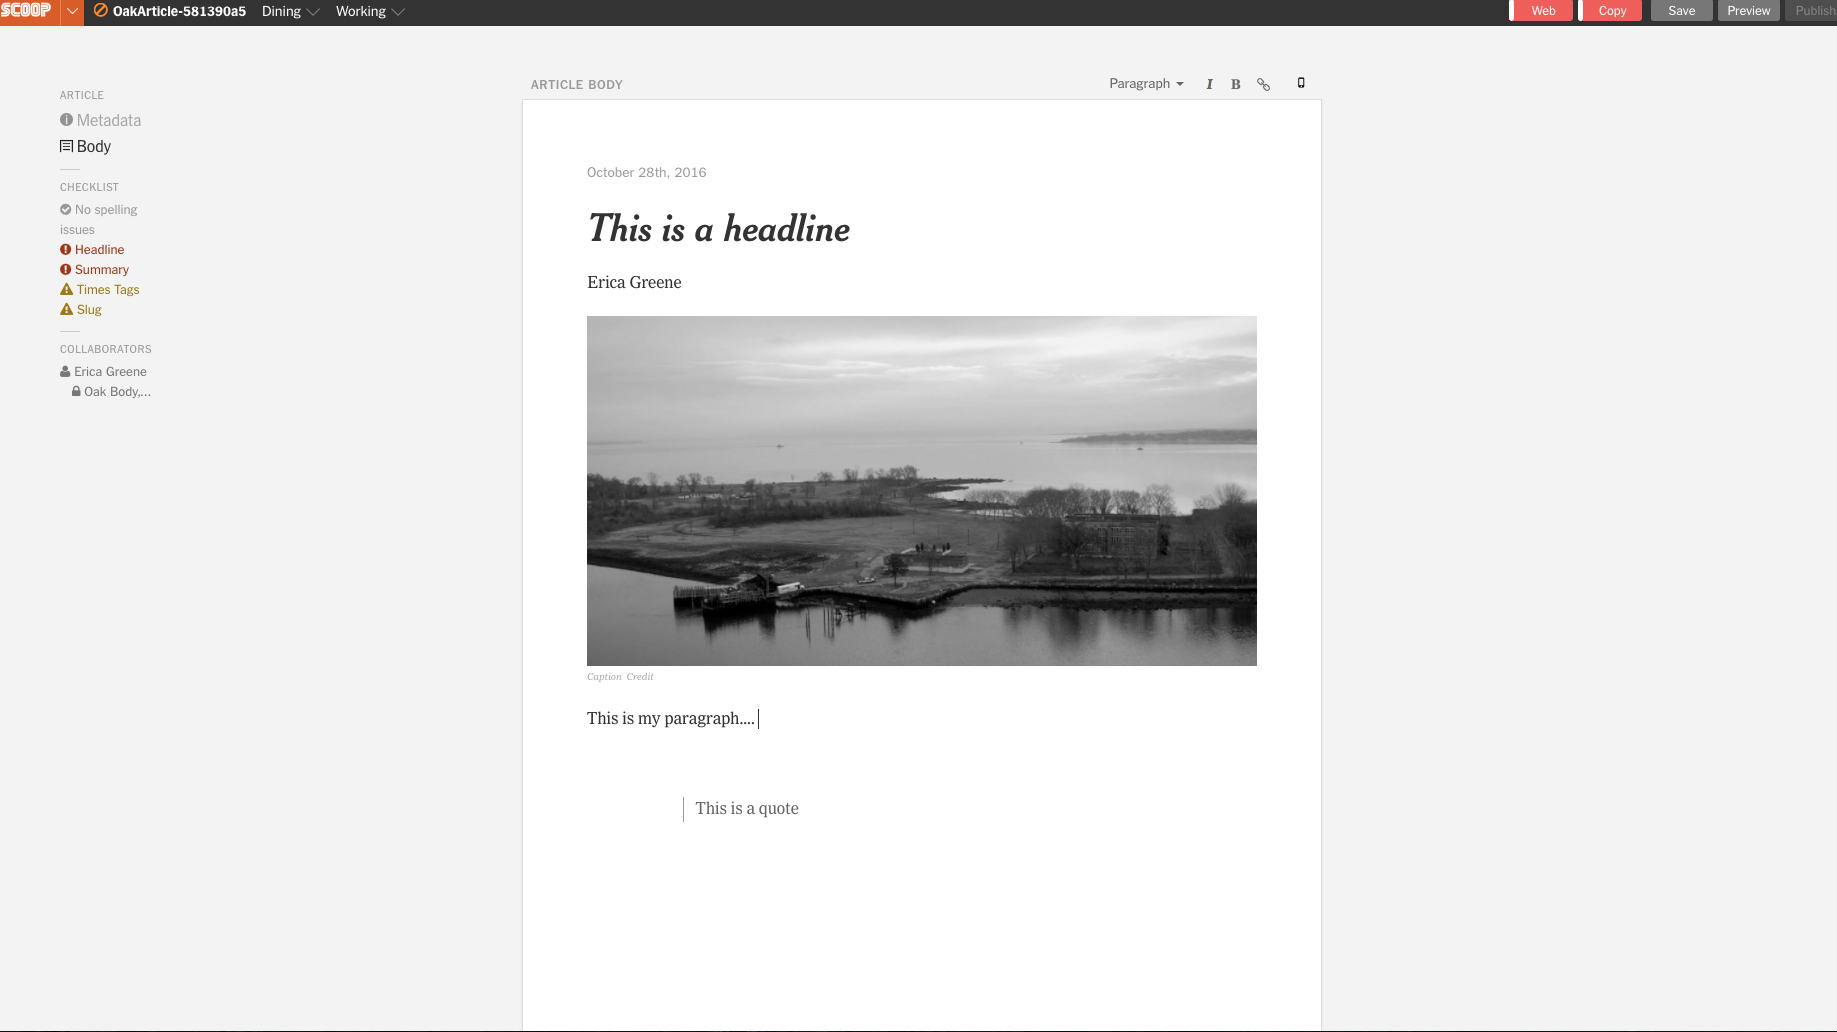 SCOOP
OakArticle-581390a5 Dining Working
Web Copy Save Preview Publish
ARTICLE
Metadata
Body
CHECKLIST
No spelling
issues
Headline
Summary
Times Tags
Slug
COLLABORATORS
Erica Greene
Oak Body,...
ARTICLE BODY
Paragraph I B
October 28th, 2016
This is a headline
Erica Greene
Caption Credit
This is my paragraph....
This is a quote